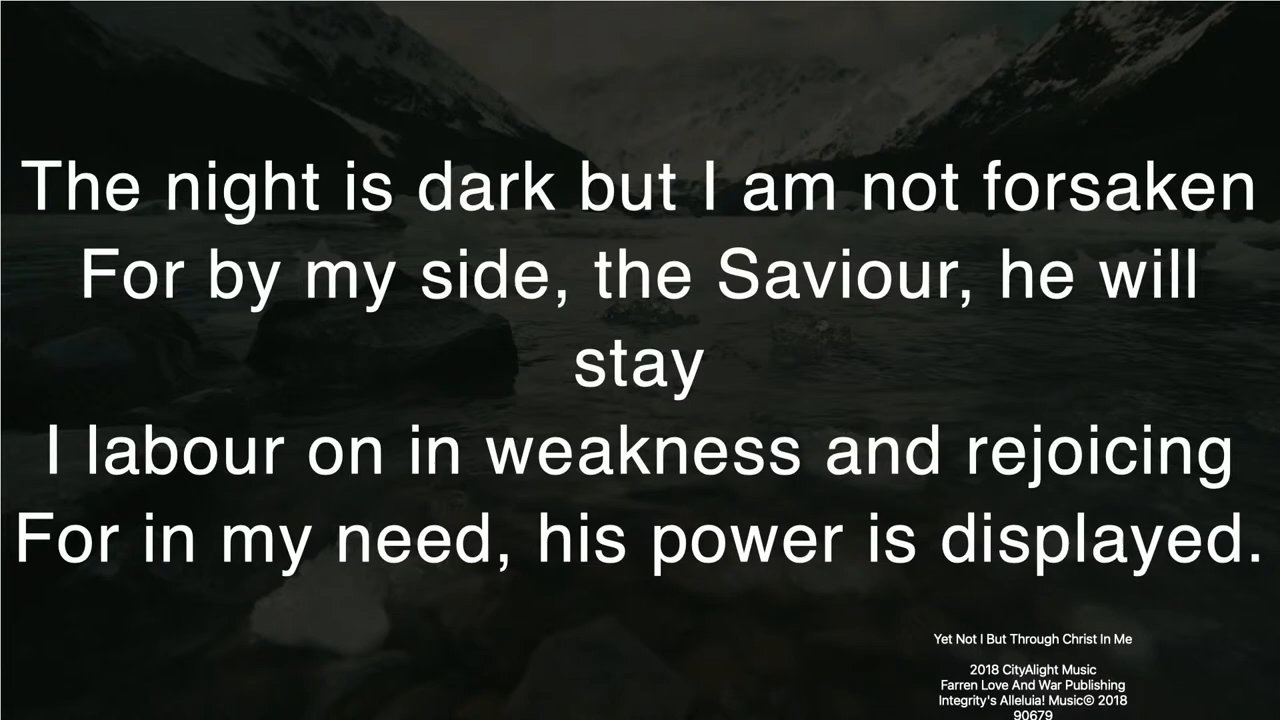 The night is dark but I am not forsaken
For by my side, the Saviour, he will
stay
I labour on in weakness and rejoicing
For in my need, his power is displayed.
Yet Not I But Through Christ In Me
2018 CityAlight Music
Farren Love And War Publishing
Integrity's Alleluia! Music© 2018
90679